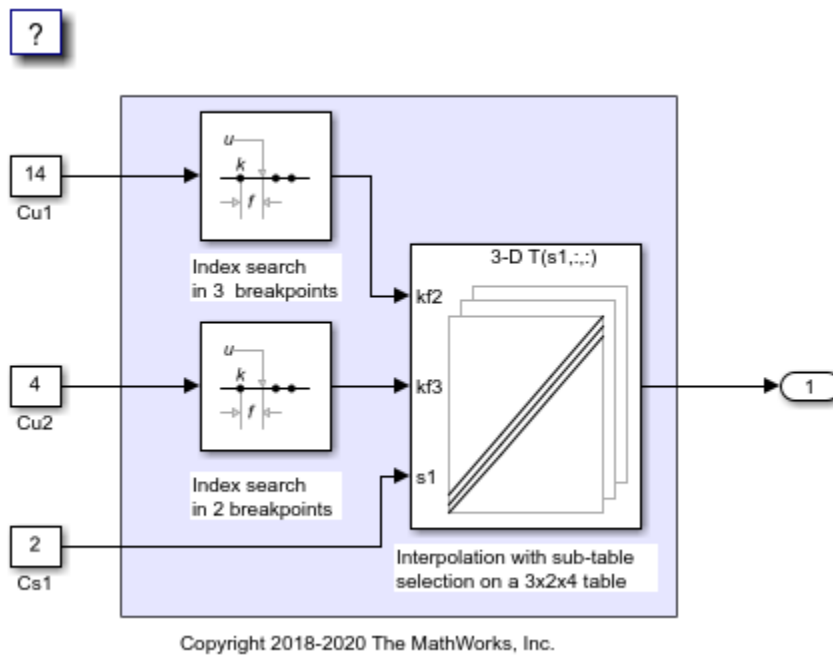 ?
14
Cu1
u
k
f
Index search
in 3 breakpoints
3-D T(s1,:,:)
kf2
4
Cu2
u
k
f
kf3
1
Index search
in 2 breakpoints
s1
2
Cs1
Interpolation with sub-table
selection on a 3x2x4 table
Copyright 2018-2020 The MathWorks, Inc.